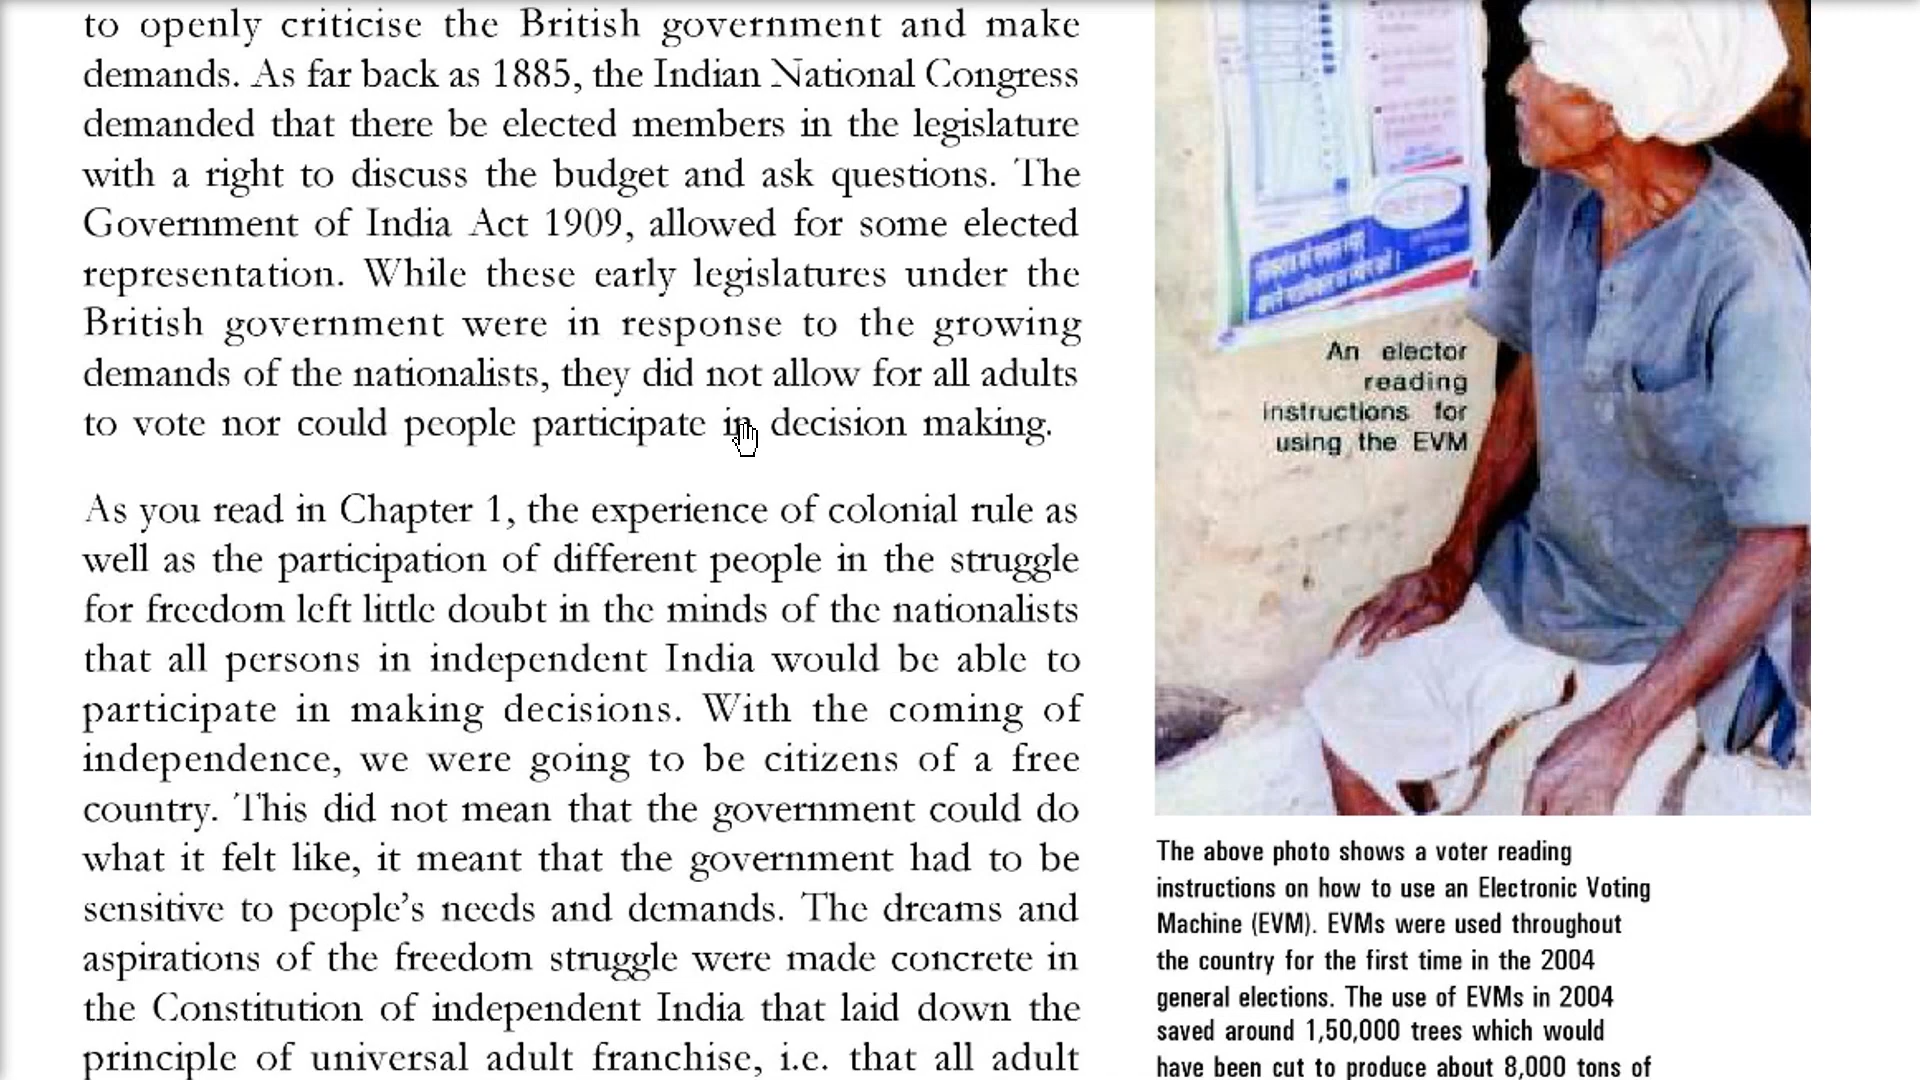 to openly criticise the British government and make
demands. As far back as 1885, the Indian National Congress
demanded that there be elected members in the legislature
with a right to discuss the budget and ask questions. The
Government of India Act 1909, allowed for some elected
representation. While these early legislatures under the
British government were in response to the growing
demands of the nationalists, they did not allow for all adults
to vote nor could people participate in decision making.
As you read in Chapter 1, the experience of colonial rule as
well as the participation of different people in the struggle
for freedom left little doubt in the minds of the nationalists
that all persons in independent India would be able to
participate in making decisions. With the coming of
independence, we were going to be citizens of a free
country. This did not mean that the government could do
what it felt like, it meant that the government had to be
sensitive to people's needs and demands. The dreams and
aspirations of the freedom struggle were made concrete in
the Constitution of independent India that laid down the
principle of universal adult franchise, i.e. that all adult
An elector
reading
instructions for
using the EVM
The above photo shows a voter reading
instructions on how to use an Electronic Voting
Machine (EVM). EVMs were used throughout
the country for the first time in the 2004
general elections. The use of EVMs in 2004
saved around 1,50,000 trees which would
have been cut to produce about 8,000 tons of